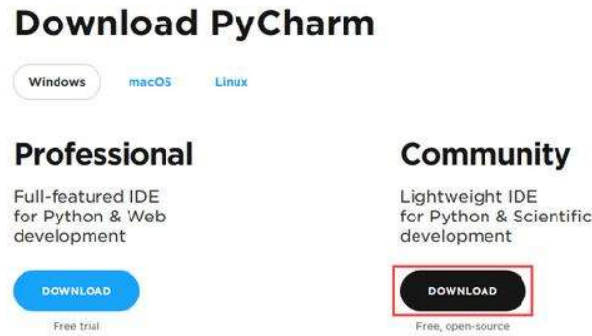 Download PyCharm
Windows macOS Linux
Professional
Full-featured IDE
for Python & Web
development
DOWNLOAD
Free trial
Community
Lightweight IDE
for Python & Scientific
development
DOWNLOAD
Free, open-source